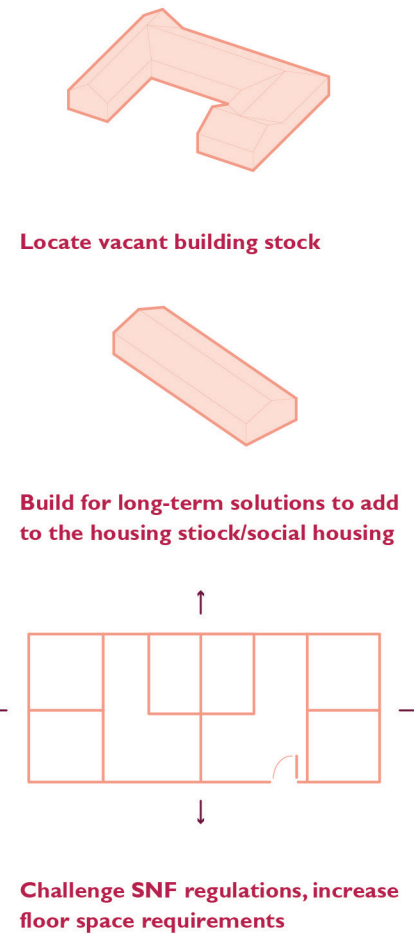 Locate vacant building stock
Build for long-term solutions to add
to the housing stiock/social housing
Challenge SNF regulations, increase
floor space requirements